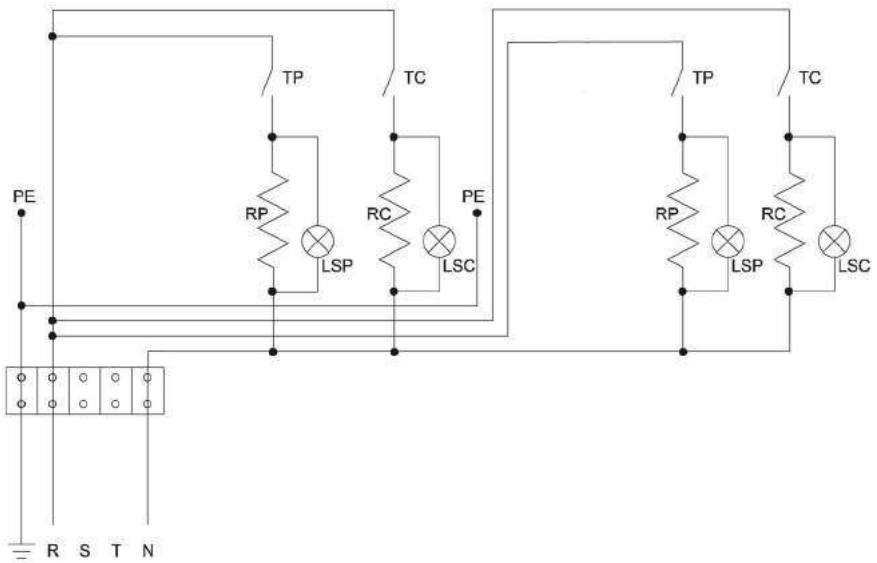 TP TC TP TC
PE RP RC PE RP RC
LSP LSC LSP LSC
R S T N